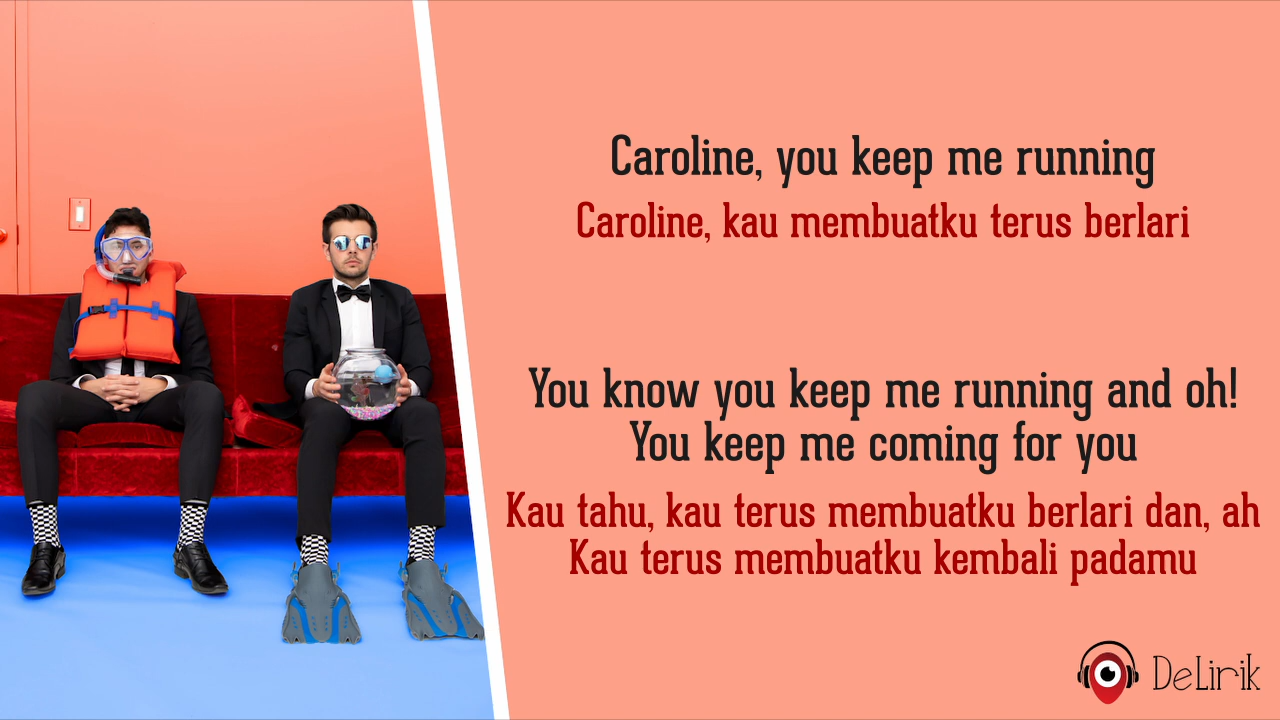 Caroline, you keep me running
Caroline, kau membuatku terus berlari
You know you keep me running and oh!
You keep me coming for you
Kau tahu, kau terus membuatku berlari dan, ah
Kau terus membuatku kembali padamu
DeLirik